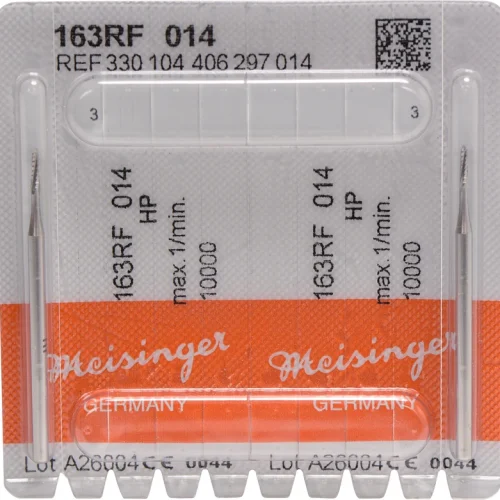 163RF 014
REF 330 104 406 297 014
3 3
163RF 014
HP
max. 1/min.
10000
163RF 014
HP
max. 1/min.
10000
Meisinger Meisinger
GERMANY GERMANY
Lot A26004 CE 0044 - Lot A26004 CE 0044